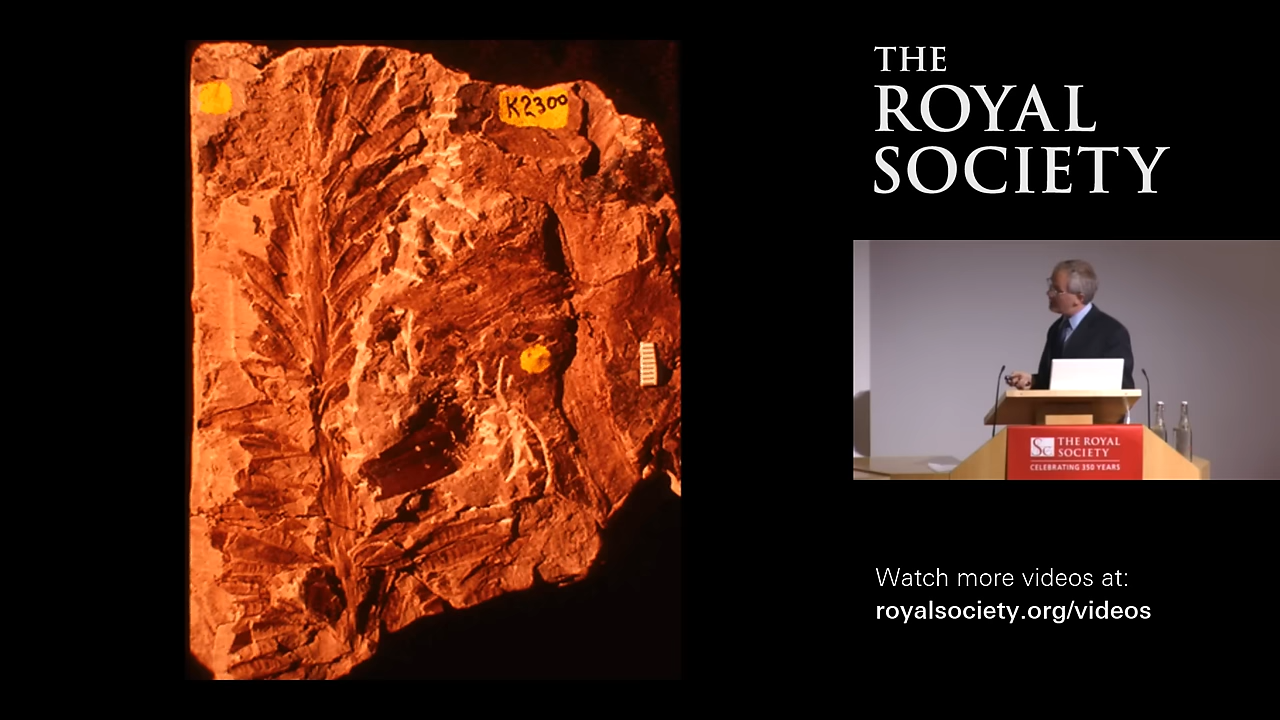 K2300
THE
ROYAL
SOCIETY
THE ROYAL
SOCIETY
CELEBRATING 350 YEARS
Watch more videos at:
royalsociety.org/videos